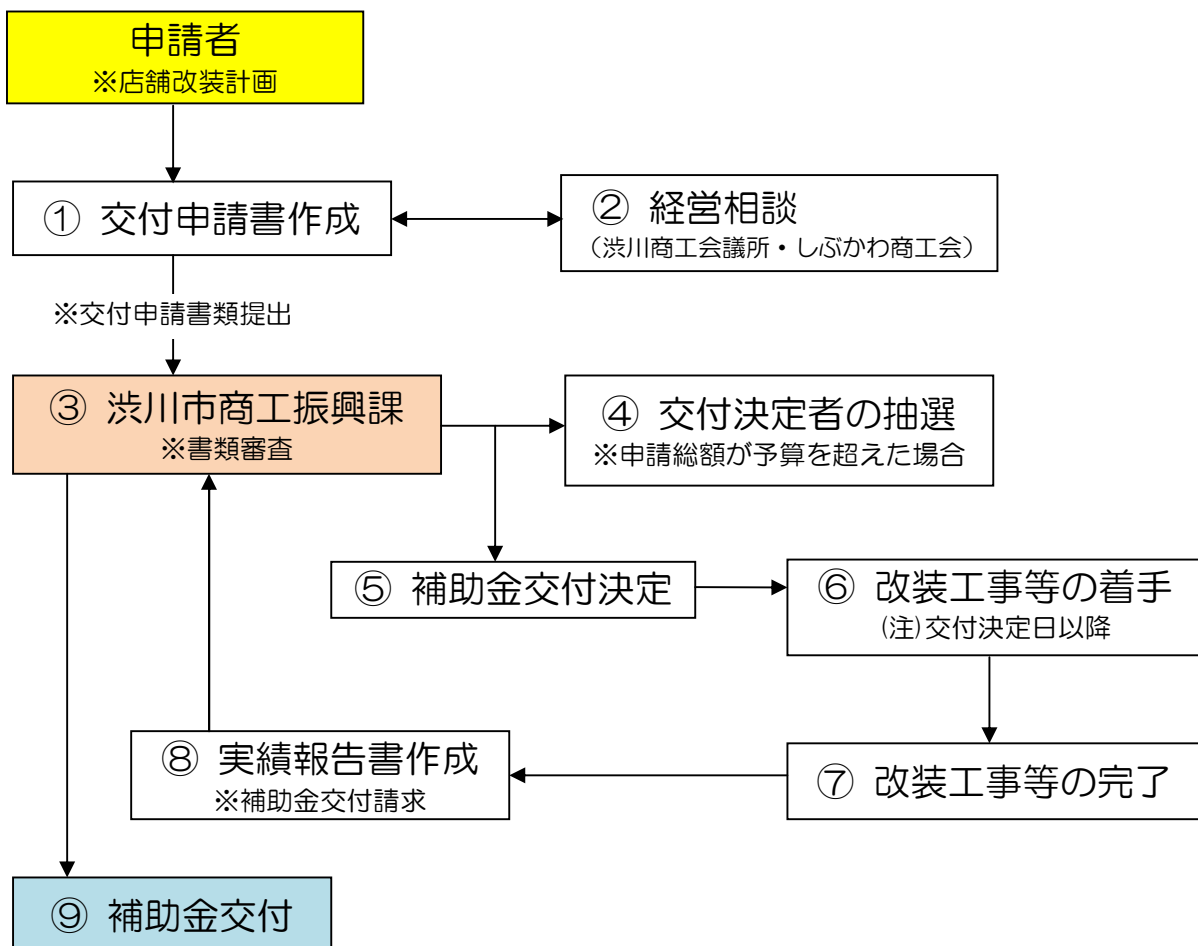 申請者
※店舗改装計画
① 交付申請書作成
② 経営相談
（渋川商工会議所・しぶかわ商工会）
※交付申請書類提出
③ 渋川市商工振興課
※書類審査
④ 交付決定者の抽選
※申請総額が予算を超えた場合
⑤ 補助金交付決定
⑥ 改装工事等の着手
(注)交付決定日以降
⑧ 実績報告書作成
※補助金交付請求
⑦ 改装工事等の完了
⑨ 補助金交付